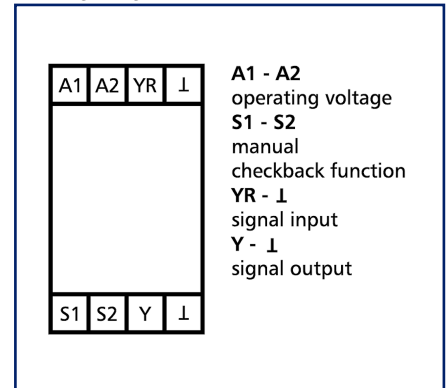 A1 A2 YR ⊥
A1 - A2
operating voltage
S1 - S2
manual
checkback function
YR - ⊥
signal input
Y - ⊥
signal output
S1 S2 Y ⊥